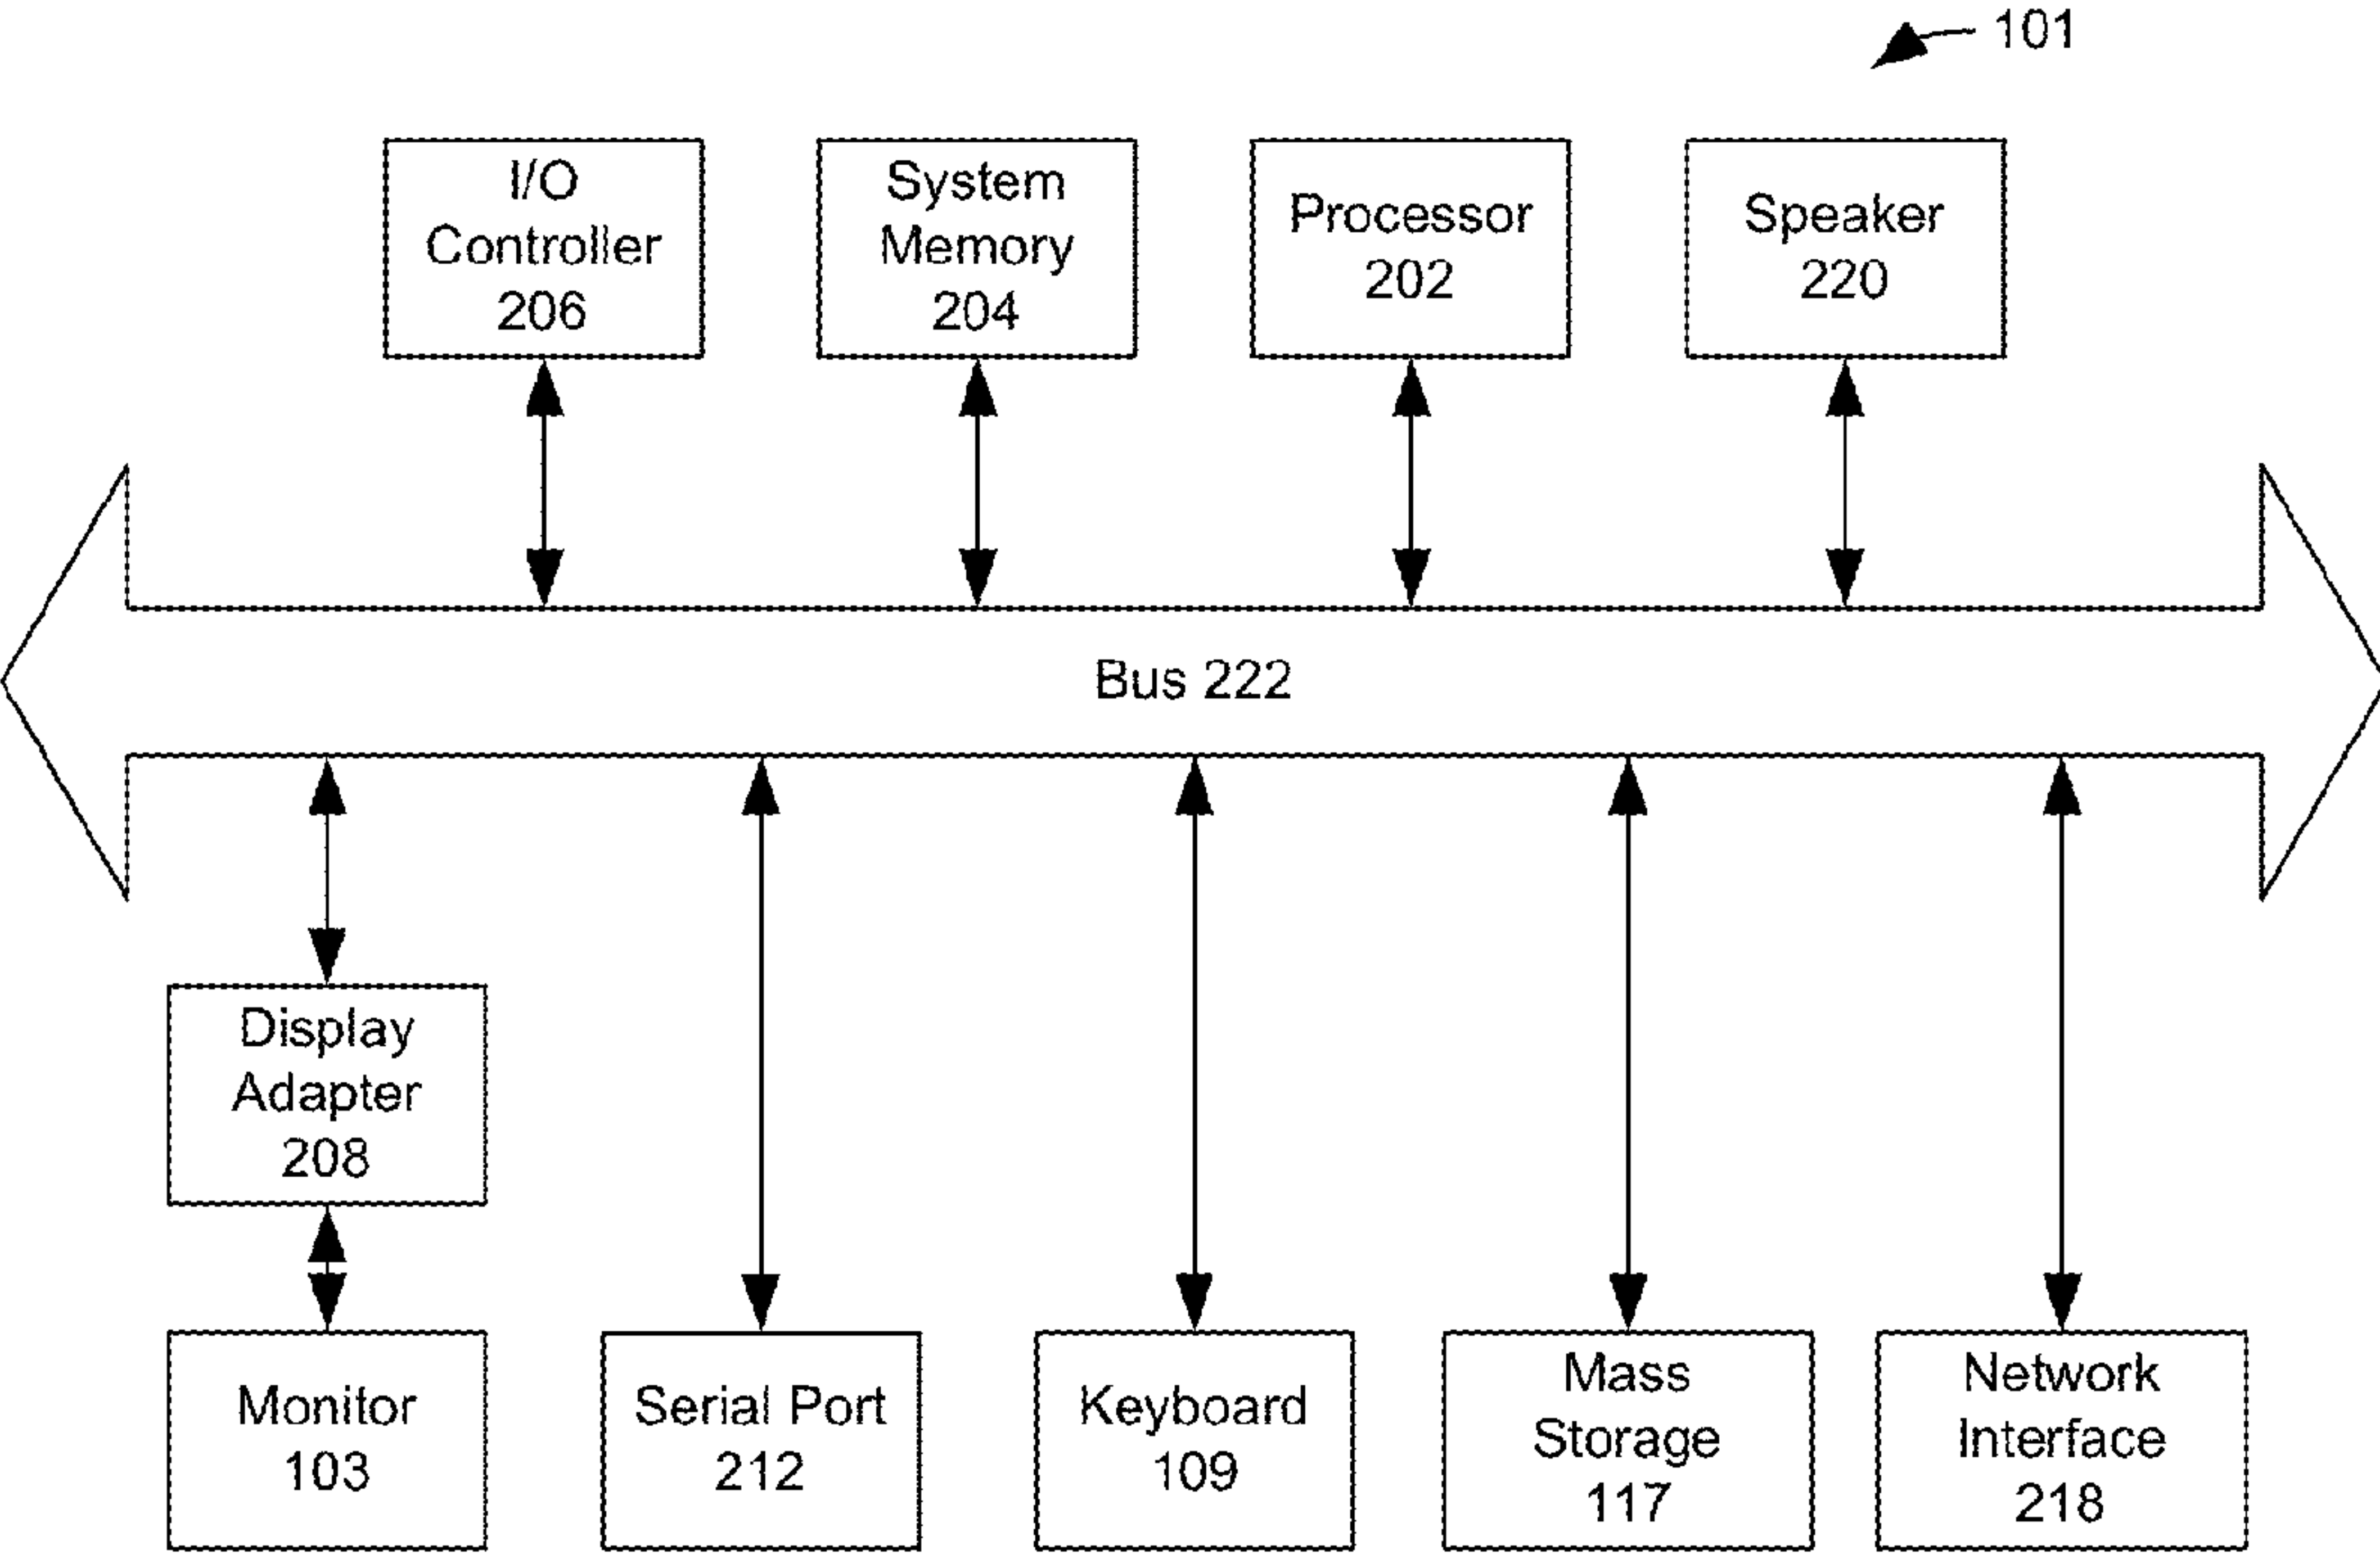 101
I/O
Controller
206
System
Memory
204
Processor
202
Speaker
220
Bus 222
Display
Adapter
208
Monitor
103
Serial Port
212
Keyboard
109
Mass
Storage
117
Network
Interface
218